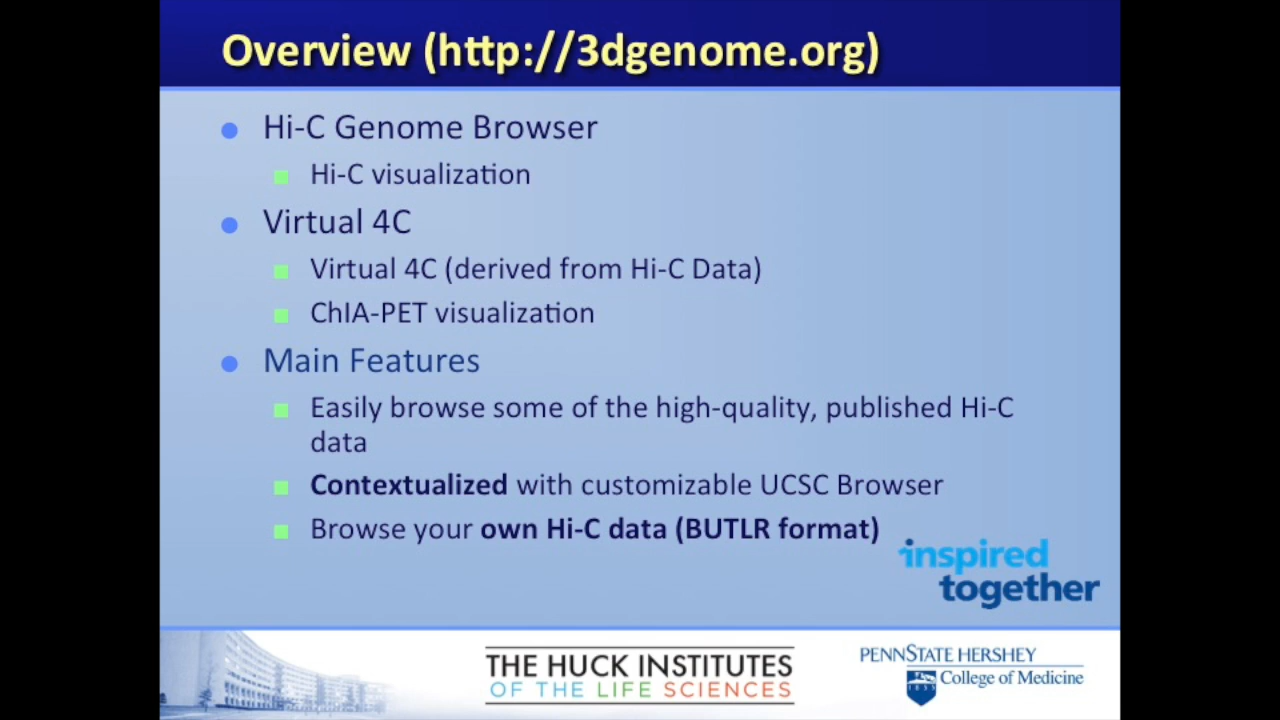 Overview (http://3dgenome.org)
Hi-C Genome Browser
Hi-C visualization
Virtual 4C
Virtual 4C (derived from Hi-C Data)
ChIA-PET visualization
Main Features
Easily browse some of the high-quality, published Hi-C
data
Contextualized with customizable UCSC Browser
Browse your own Hi-C data (BUTLR format)
inspired
together
THE HUCK INSTITUTES
OF THE LIFE SCIENCES
PENNSTATE HERSHEY
College of Medicine
1855